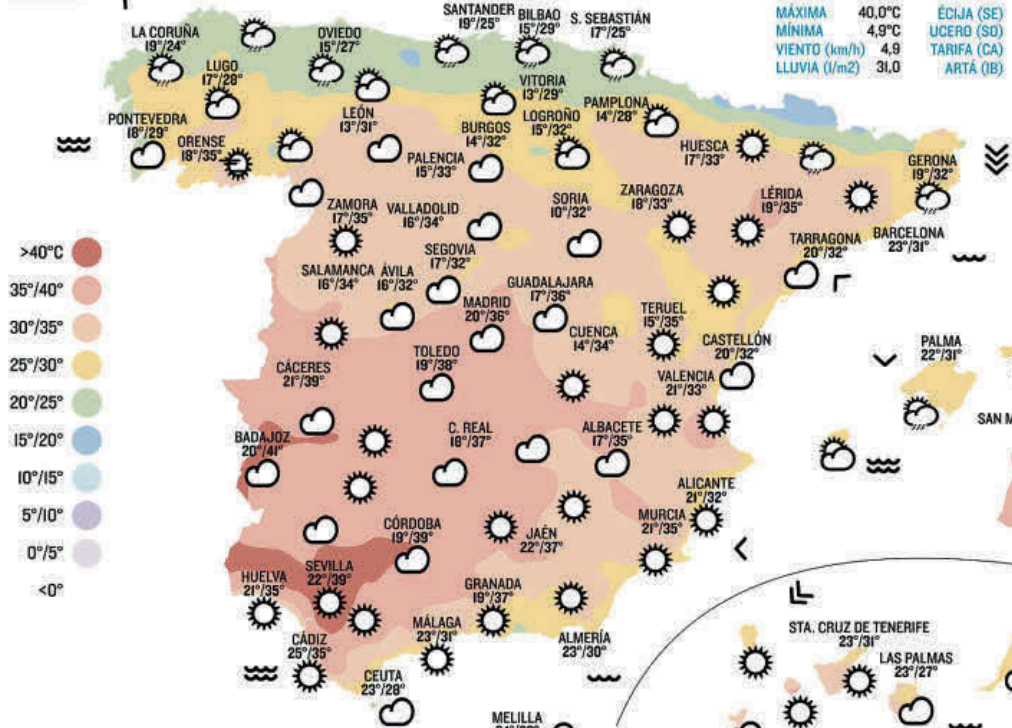 SANTANDER
19°/25°
BILBAO
15°/29°
S. SEBASTIÁN
17°/25°
MÁXIMA 40,0°C ÉCIJA (SE)
MÍNIMA 4,9°C UCERO (SO)
VIENTO (km/h) 4,9 TARIFA (CA)
LLUVIA (l/m2) 31,0 ARTÁ (IB)
LA CORUÑA
19°/24°
OVIEDO
15°/27°
LUGO
17°/28°
VITORIA
13°/29°
PONTEVEDRA
18°/29°
ORENSE
18°/35°
LEÓN
13°/31°
BURGOS
14°/32°
LOGROÑO
15°/32°
PAMPLONA
14°/28°
PALENCIA
15°/33°
HUESCA
17°/33°
GERONA
19°/32°
ZAMORA
17°/35°
VALLADOLID
16°/34°
SORIA
10°/32°
ZARAGOZA
18°/33°
LÉRIDA
19°/35°
TARRAGONA
20°/32°
BARCELONA
23°/31°
SEGOVIA
17°/32°
SALAMANCA
16°/34°
ÁVILA
16°/32°
GUADALAJARA
17°/36°
MADRID
20°/36°
TERUEL
15°/35°
CUENCA
14°/34°
CASTELLÓN
20°/32°
PALMA
22°/31°
TOLEDO
19°/38°
CÁCERES
21°/39°
VALENCIA
21°/33°
SAN M
BADAJOZ
20°/41°
C. REAL
18°/37°
ALBACETE
17°/35°
ALICANTE
21°/32°
MURCIA
21°/35°
CÓRDOBA
19°/39°
JAÉN
22°/37°
SEVILLA
22°/39°
HUELVA
21°/35°
GRANADA
19°/37°
CÁDIZ
25°/35°
MÁLAGA
23°/31°
ALMERÍA
23°/30°
CEUTA
23°/28°
MELILLA
STA. CRUZ DE TENERIFE
23°/31°
LAS PALMAS
23°/27°
>40°C
35°/40°
30°/35°
25°/30°
20°/25°
15°/20°
10°/15°
5°/10°
0°/5°
<0°